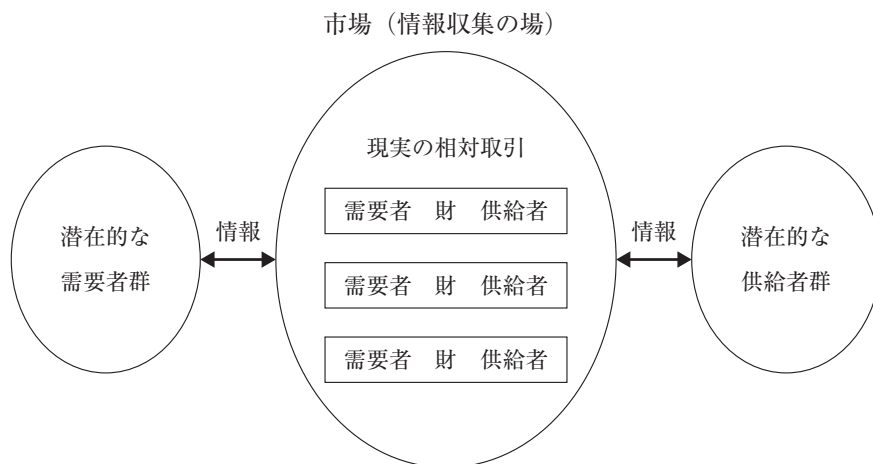 市場（情報収集の場）
現実の相対取引
需要者　財　供給者
需要者　財　供給者
需要者　財　供給者
潜在的な
需要者群
情報
情報
潜在的な
供給者群